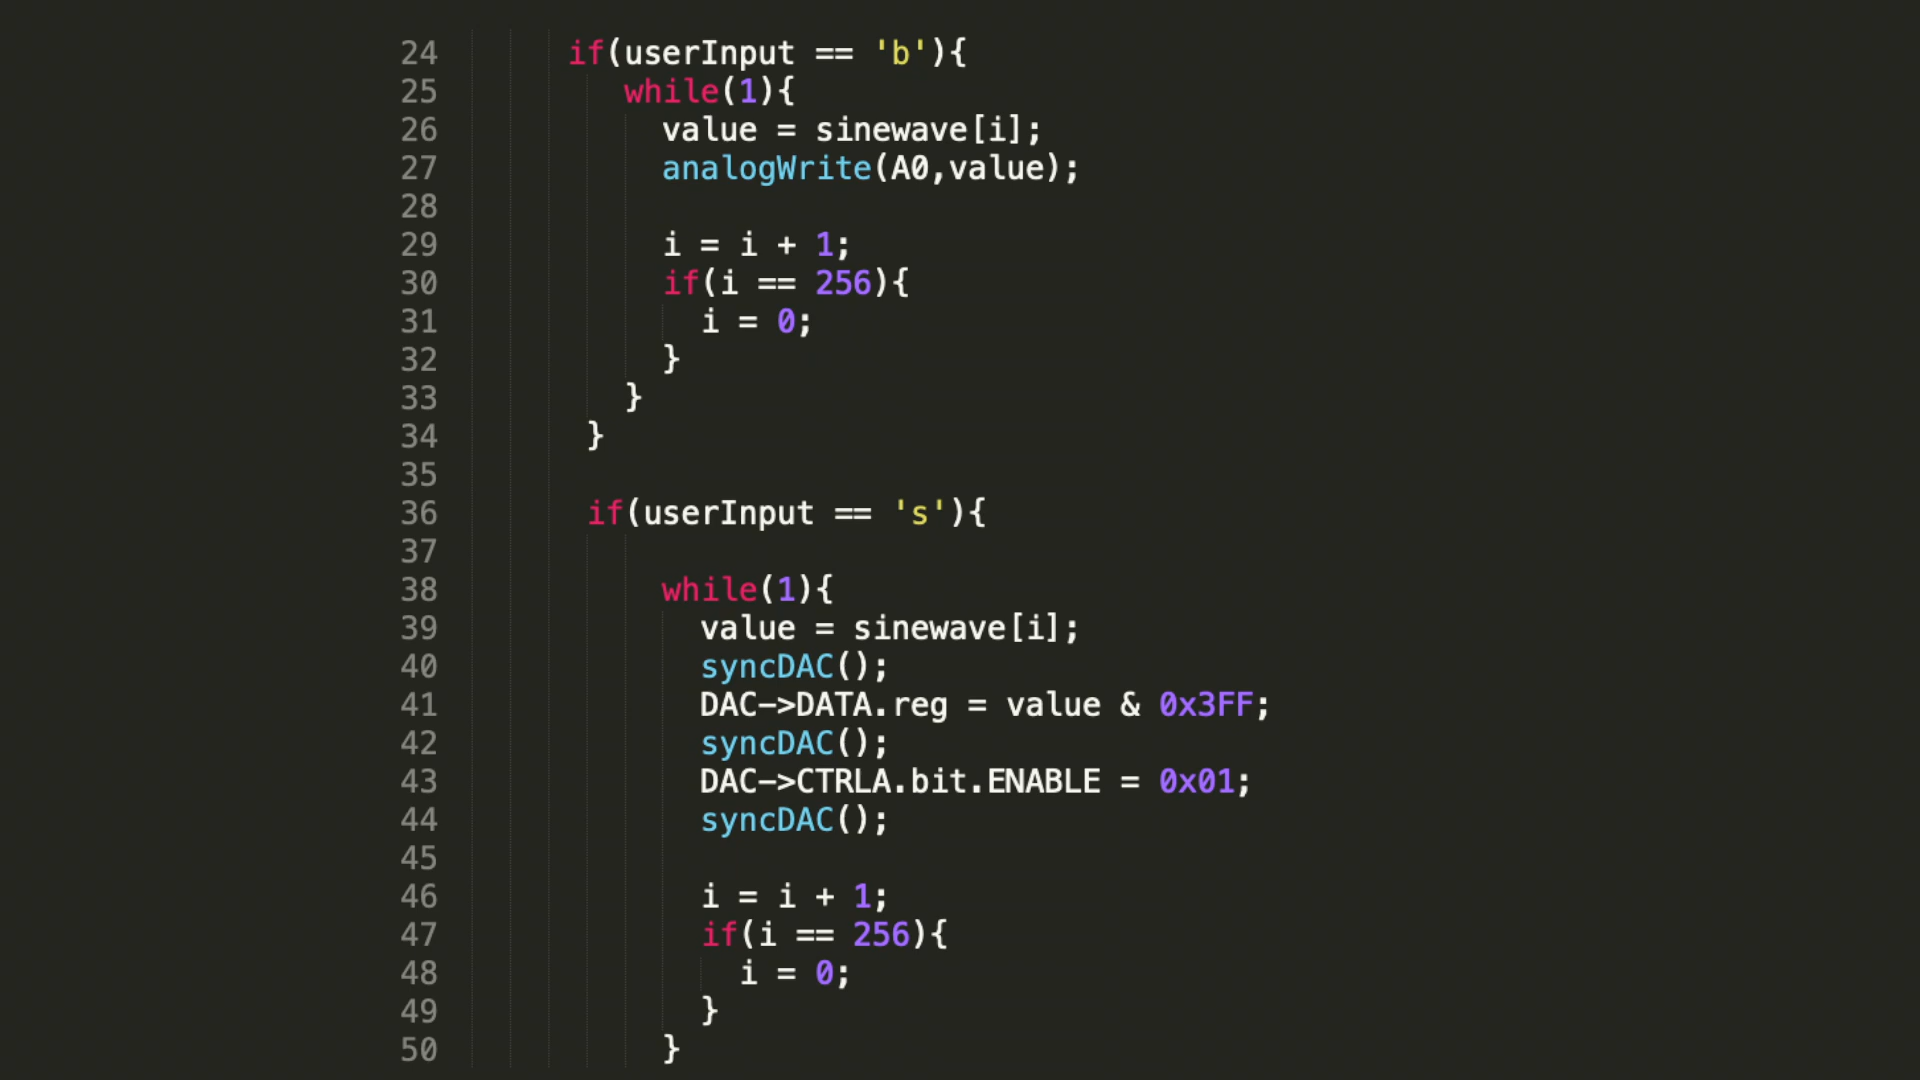 24 if(userInput == 'b'){
25 while(1){
26 value = sinewave[i];
27 analogWrite(A0,value);
28
29 i = i + 1;
30 if(i == 256){
31 i = 0;
32 }
33 }
34 }
35
36 if(userInput == 's'){
37
38 while(1){
39 value = sinewave[i];
40 syncDAC();
41 DAC->DATA.reg = value & 0x3FF;
42 syncDAC();
43 DAC->CTRLA.bit.ENABLE = 0x01;
44 syncDAC();
45
46 i = i + 1;
47 if(i == 256){
48 i = 0;
49 }
50 }